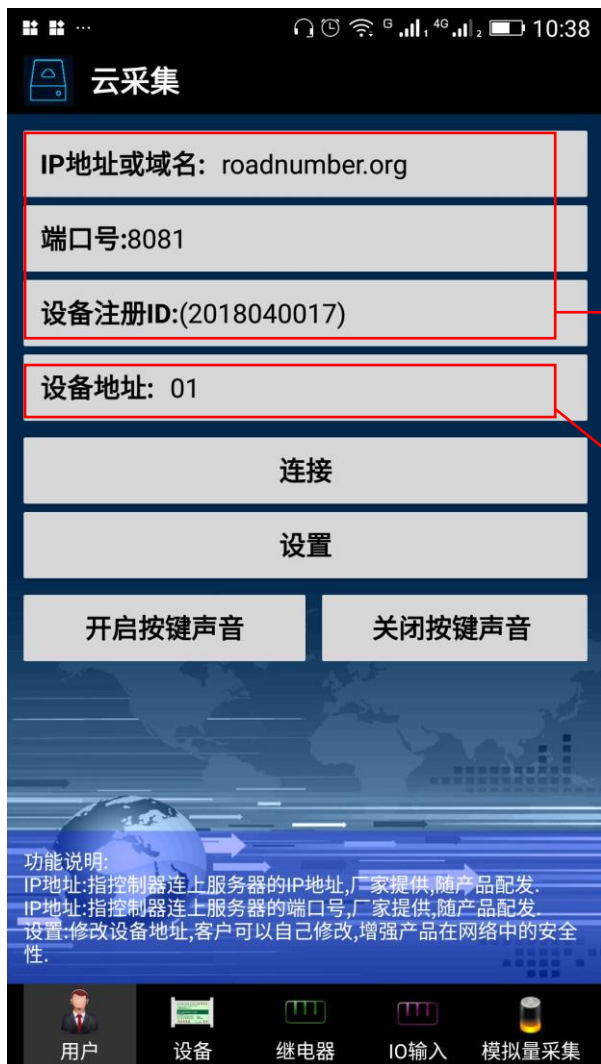 G 1 4G 2 10:38
云采集
IP地址或域名: roadnumber.org
端口号:8081
设备注册ID:(2018040017)
设备地址: 01
连接
设置
开启按键声音 关闭按键声音
功能说明:
IP地址:指控制器连上服务器的IP地址,厂家提供,随产品配发.
IP地址:指控制器连上服务器的端口号,厂家提供,随产品配发.
设置:修改设备地址,客户可以自己修改,增强产品在网络中的安全
性.
用户 设备 继电器 IO输入 模拟量采集